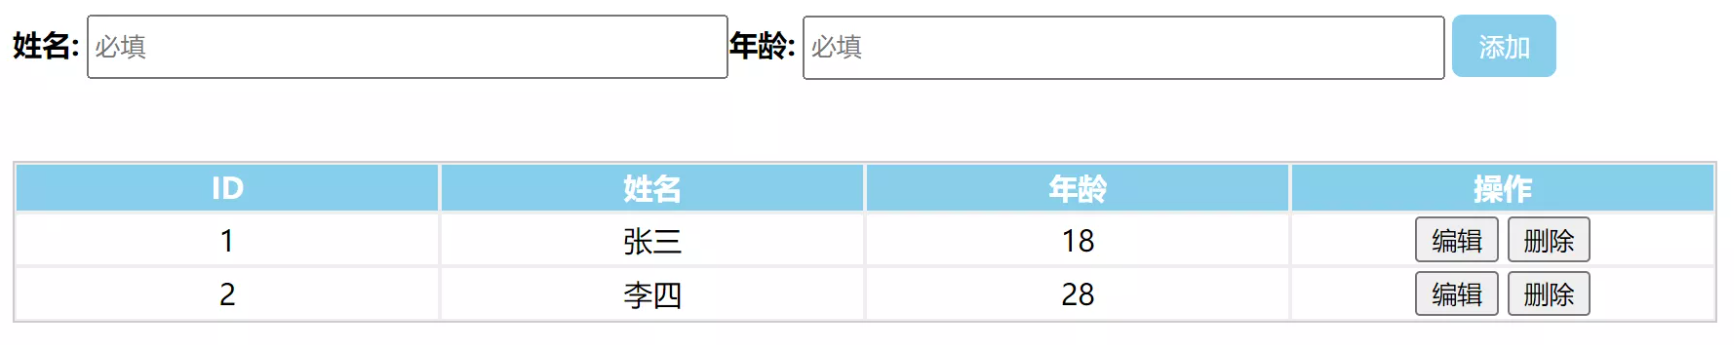 姓名: 必填 年龄: 必填 添加
ID 姓名 年龄 操作
1 张三 18 编辑 删除
2 李四 28 编辑 删除